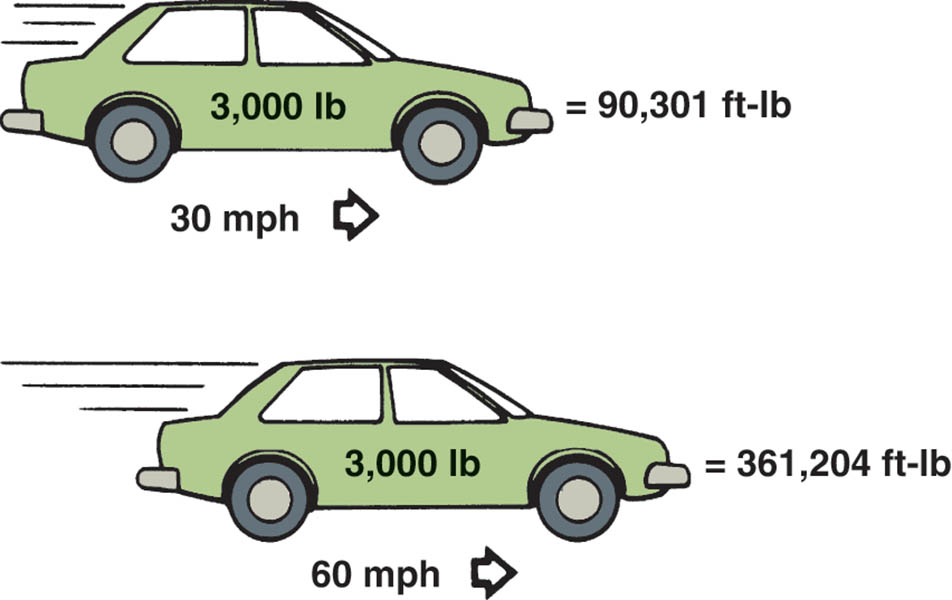 3,000 lb = 90,301 ft-lb
30 mph
3,000 lb = 361,204 ft-lb
60 mph